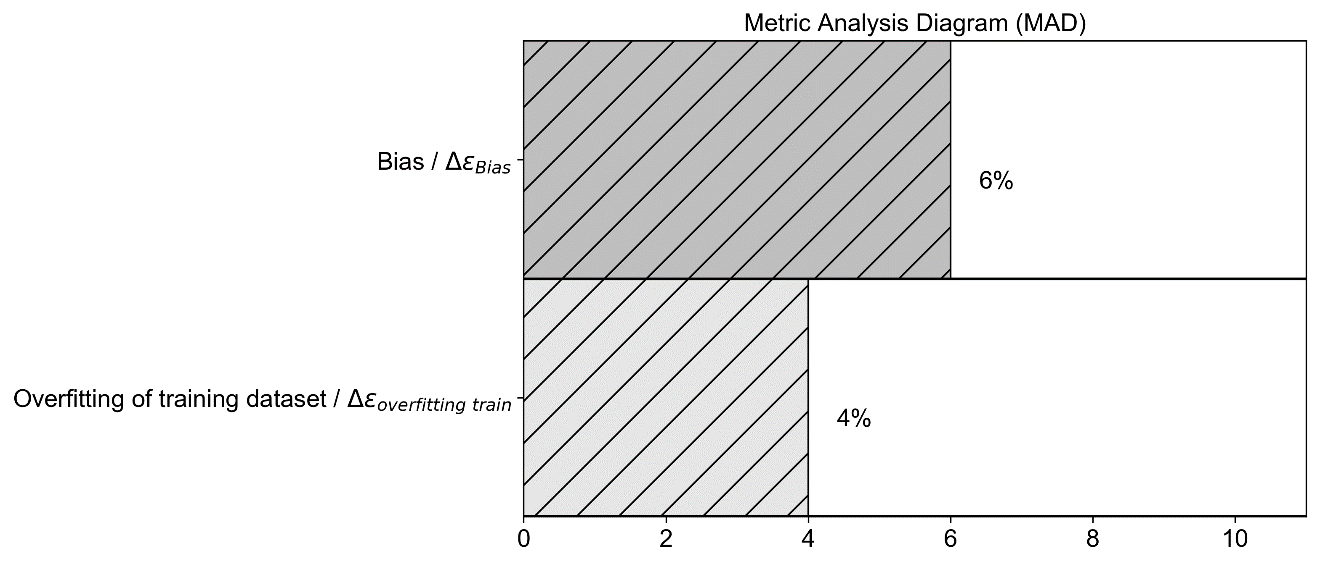 Metric Analysis Diagram (MAD)
Bias / Δε_Bias
6%
Overfitting of training dataset / Δε_overfitting train
4%
0 2 4 6 8 10